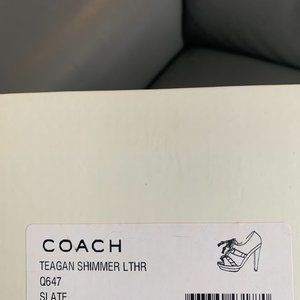 COACH
TEAGAN SHIMMER LTHR
Q647
SLATE